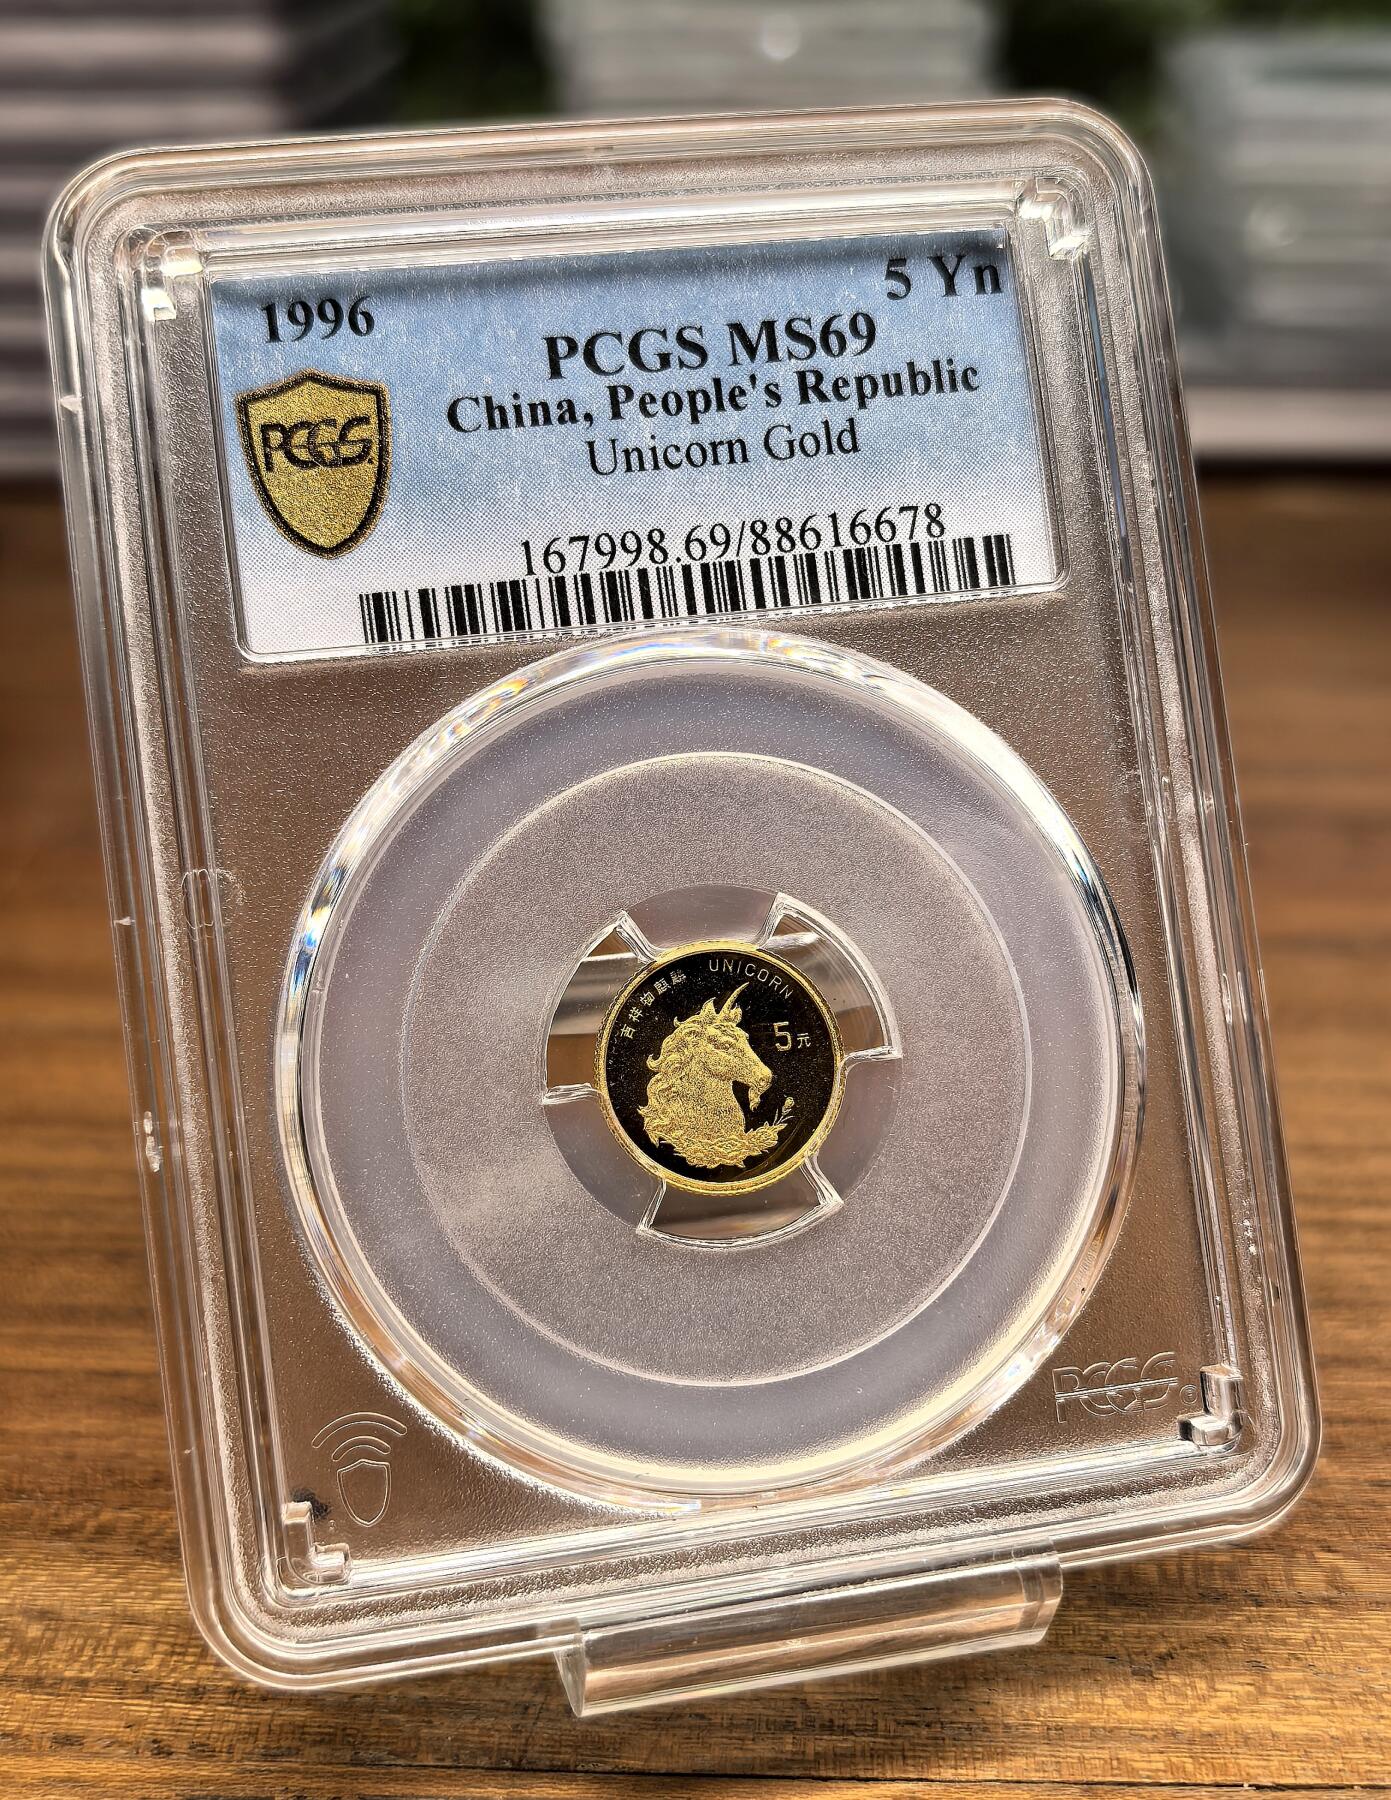 1996
5 Yn
PCGS MS69
China, People's Republic
Unicorn Gold
PCGS
167998.69/88616678
吉祥物麒麟 UNICORN
5元
PCGS